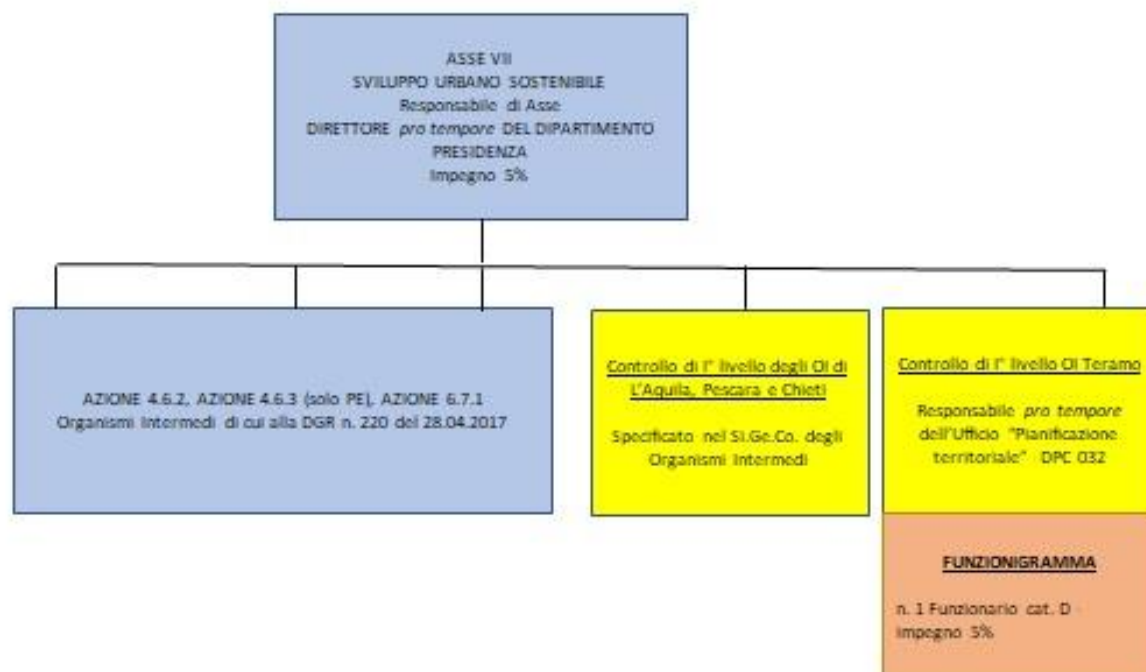 ASSE VII
SVILUPPO URBANO SOSTENIBILE
Responsabile di Asse
DIRETTORE pro tempore DEL DIPARTIMENTO
PRESIDENZA
Impegno 5%
AZIONE 4.6.2, AZIONE 4.6.3 (solo PE), AZIONE 6.7.1
Organismi Intermedi di cui alla DGR n. 220 del 28.04.2017
Controllo di I° livello degli OI di
L'Aquila, Pescara e Chieti
Specificato nel Si.Ge.Co. degli
Organismi Intermedi
Controllo di I° livello OI Teramo
Responsabile pro tempore
dell'Ufficio "Pianificazione
territoriale" DPC 032
FUNZIONIGRAMMA
n. 1 Funzionario cat. D -
impegno 5%